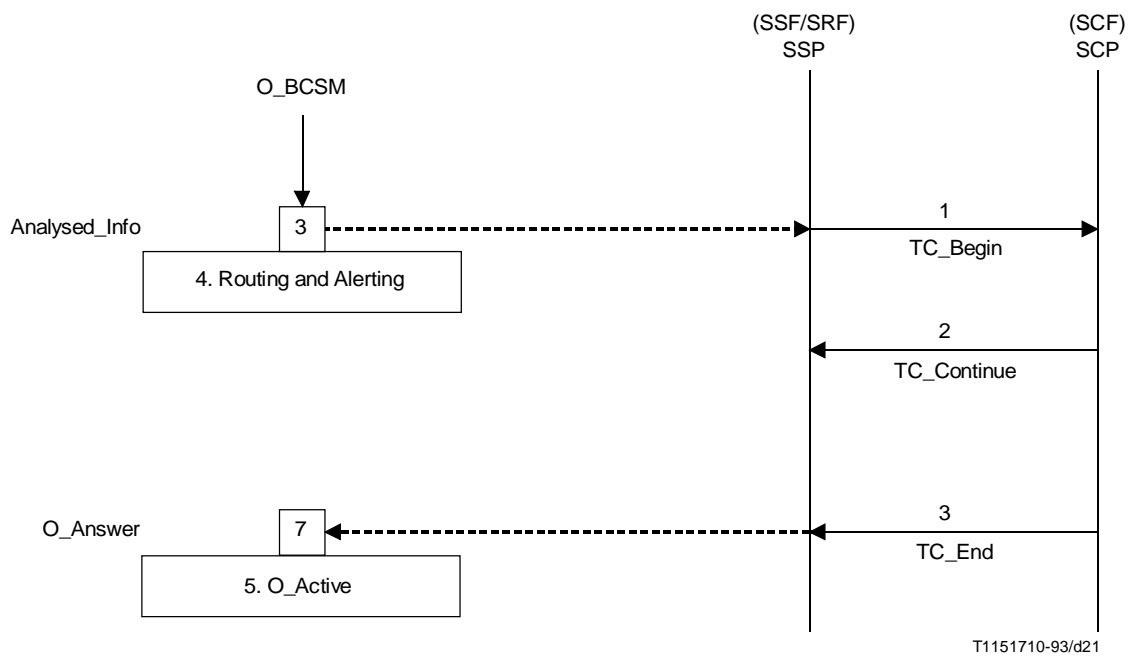 (SSF/SRF)
SSP
(SCF)
SCP
O_BCSM
Analysed_Info
3
1
TC_Begin
4. Routing and Alerting
2
TC_Continue
O_Answer
7
3
TC_End
5. O_Active
T1151710-93/d21